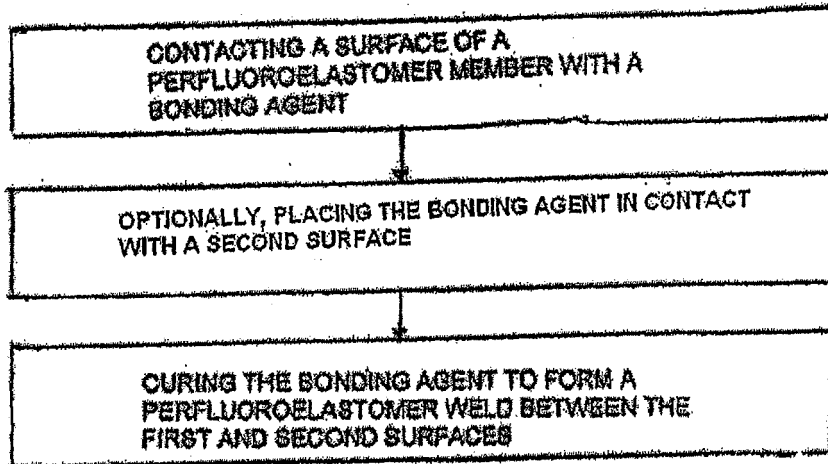 CONTACTING A SURFACE OF A
PERFLUOROELASTOMER MEMBER WITH A
BONDING AGENT
OPTIONALLY, PLACING THE BONDING AGENT IN CONTACT
WITH A SECOND SURFACE
CURING THE BONDING AGENT TO FORM A
PERFLUOROELASTOMER WELD BETWEEN THE
FIRST AND SECOND SURFACES